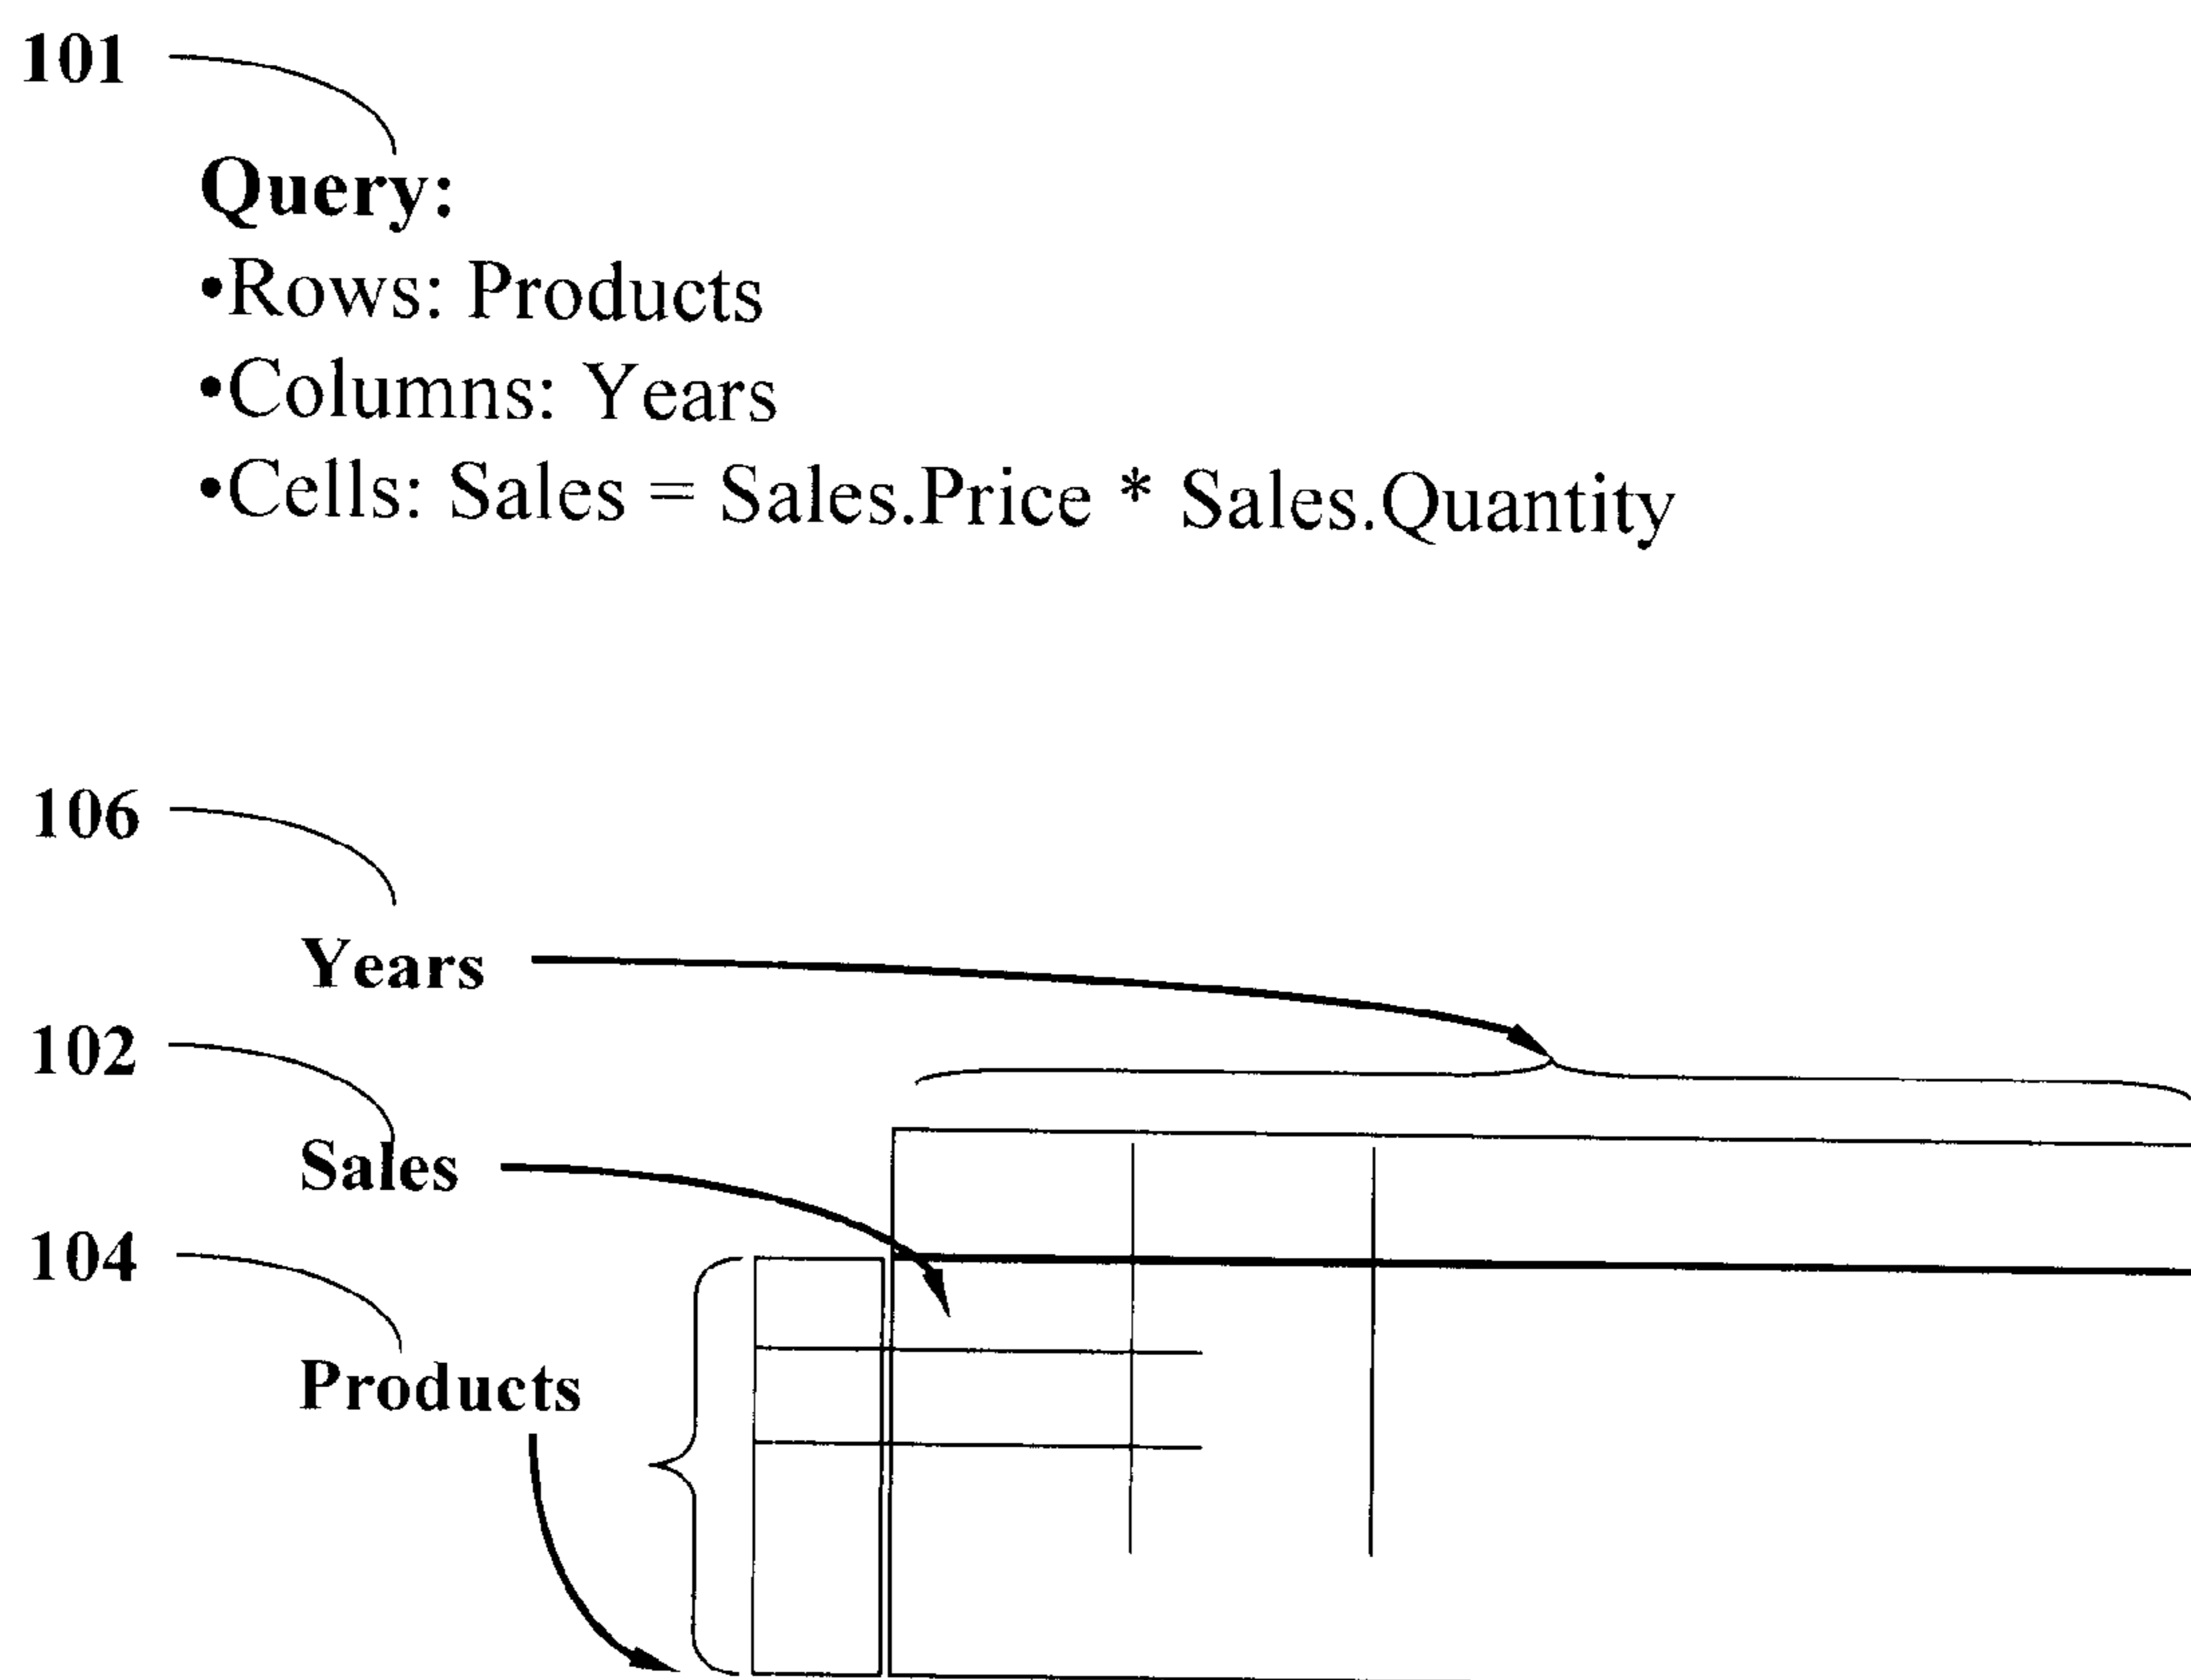 101
Query:
•Rows: Products
•Columns: Years
•Cells: Sales = Sales.Price * Sales.Quantity
106
Years
102
Sales
104
Products